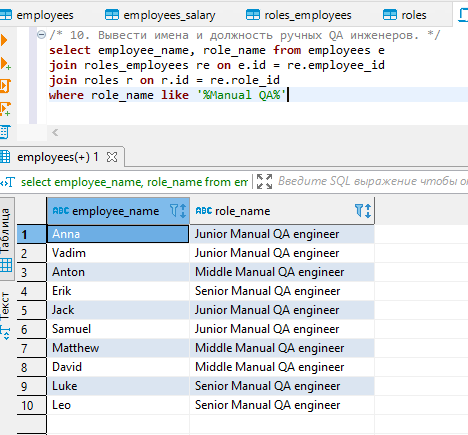 employees employees_salary roles_employees roles
/* 10. Вывести имена и должность ручных QA инженеров. */
select employee_name, role_name from employees e
join roles_employees re on e.id = re.employee_id
join roles r on r.id = re.role_id
where role_name like '%Manual QA%'
employees(+) 1
select employee_name, role_name from em Введите SQL выражение чтобы
Таблица
Текст
ABC employee_name ABC role_name
1 Anna Junior Manual QA engineer
2 Vadim Junior Manual QA engineer
3 Anton Middle Manual QA engineer
4 Erik Senior Manual QA engineer
5 Jack Junior Manual QA engineer
6 Samuel Junior Manual QA engineer
7 Matthew Middle Manual QA engineer
8 David Middle Manual QA engineer
9 Luke Senior Manual QA engineer
10 Leo Senior Manual QA engineer